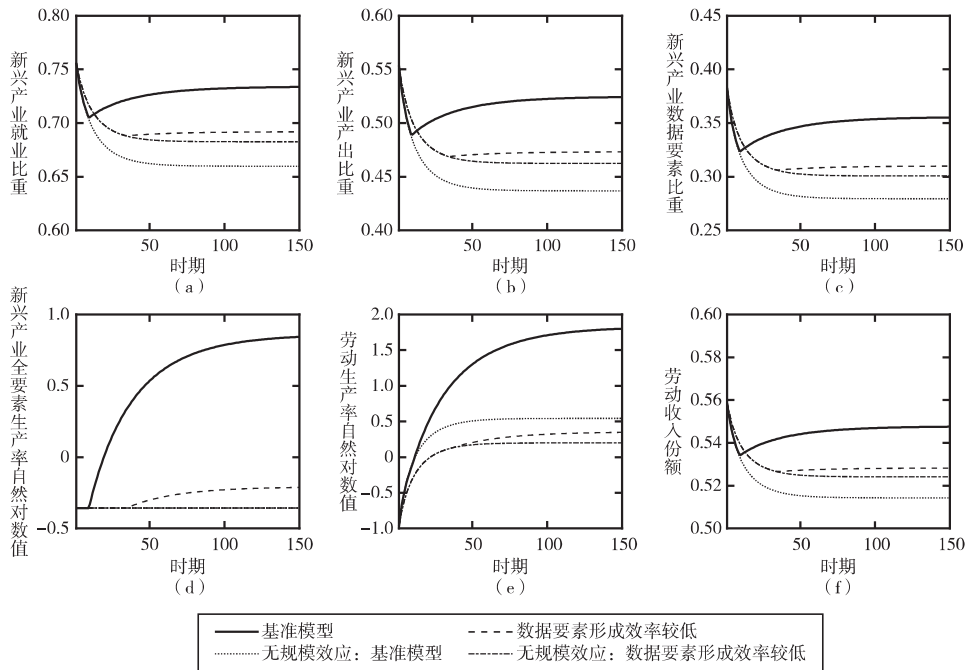 新兴产业就业比重
0.80
0.75
0.70
0.65
0.60
50
100
150
时期
（a）
新兴产业产出比重
0.60
0.55
0.50
0.45
0.40
50
100
150
时期
（b）
新兴产业数据要素比重
0.45
0.40
0.35
0.30
0.25
50
100
150
时期
（c）
新兴产业全要素生产率自然对数值
1.0
0.5
0
−0.5
50
100
150
时期
（d）
劳动生产率自然对数值
2.0
1.5
1.0
0.5
0
−0.5
−1.0
50
100
150
时期
（e）
劳动收入份额
0.60
0.58
0.56
0.54
0.52
0.50
50
100
150
时期
（f）
基准模型
数据要素形成效率较低
无规模效应：基准模型
无规模效应：数据要素形成效率较低